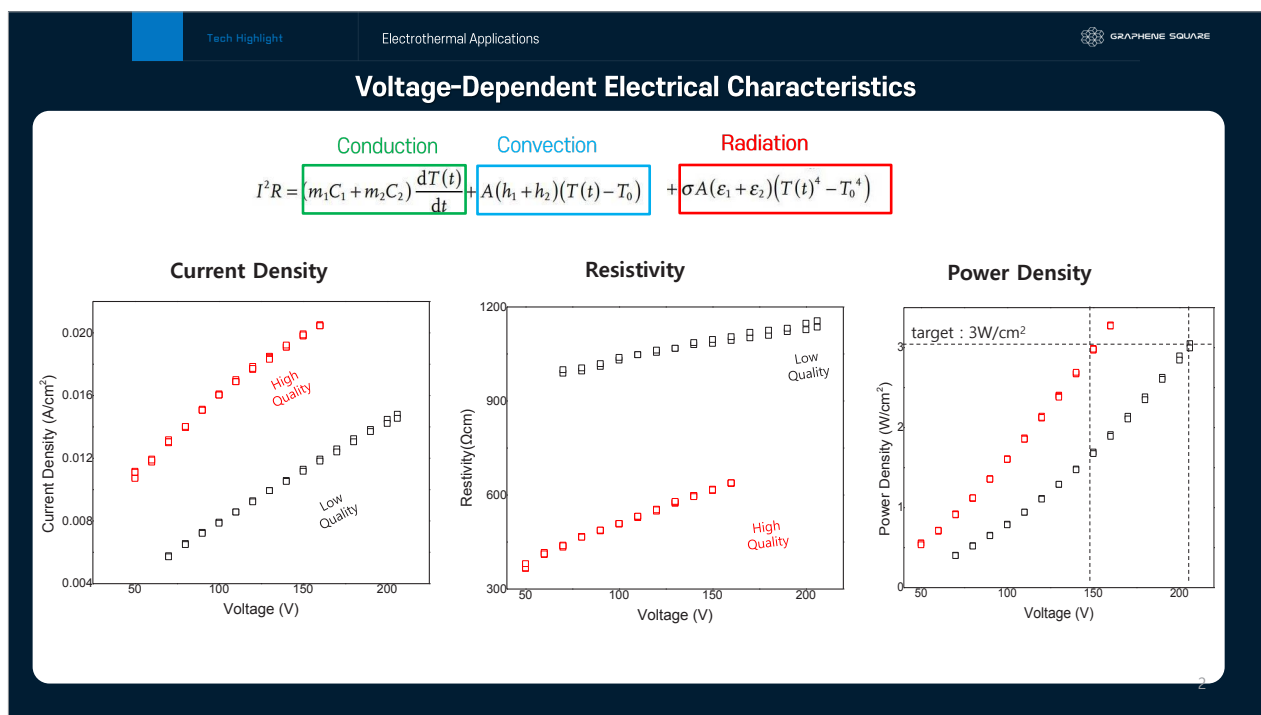 Tech Highlight
Electrothermal Applications
GRAPHENE SQUARE
Voltage-Dependent Electrical Characteristics
Conduction
Convection
Radiation
I²R = (m₁C₁ + m₂C₂) dT(t)/dt + A(h₁ + h₂)(T(t) − T₀) + σA(ε₁ + ε₂)(T(t)⁴ − T₀⁴)
Current Density
0.020
0.016
0.012
0.008
0.004
Current Density (A/cm²)
High
Quality
Low
Quality
50
100
150
200
Voltage (V)
Resistivity
1200
900
600
300
Restivity(Ωcm)
Low
Quality
High
Quality
50
100
150
200
Voltage (V)
Power Density
target : 3W/cm²
3
2
1
0
Power Density (W/cm²)
50
100
150
200
Voltage (V)
2